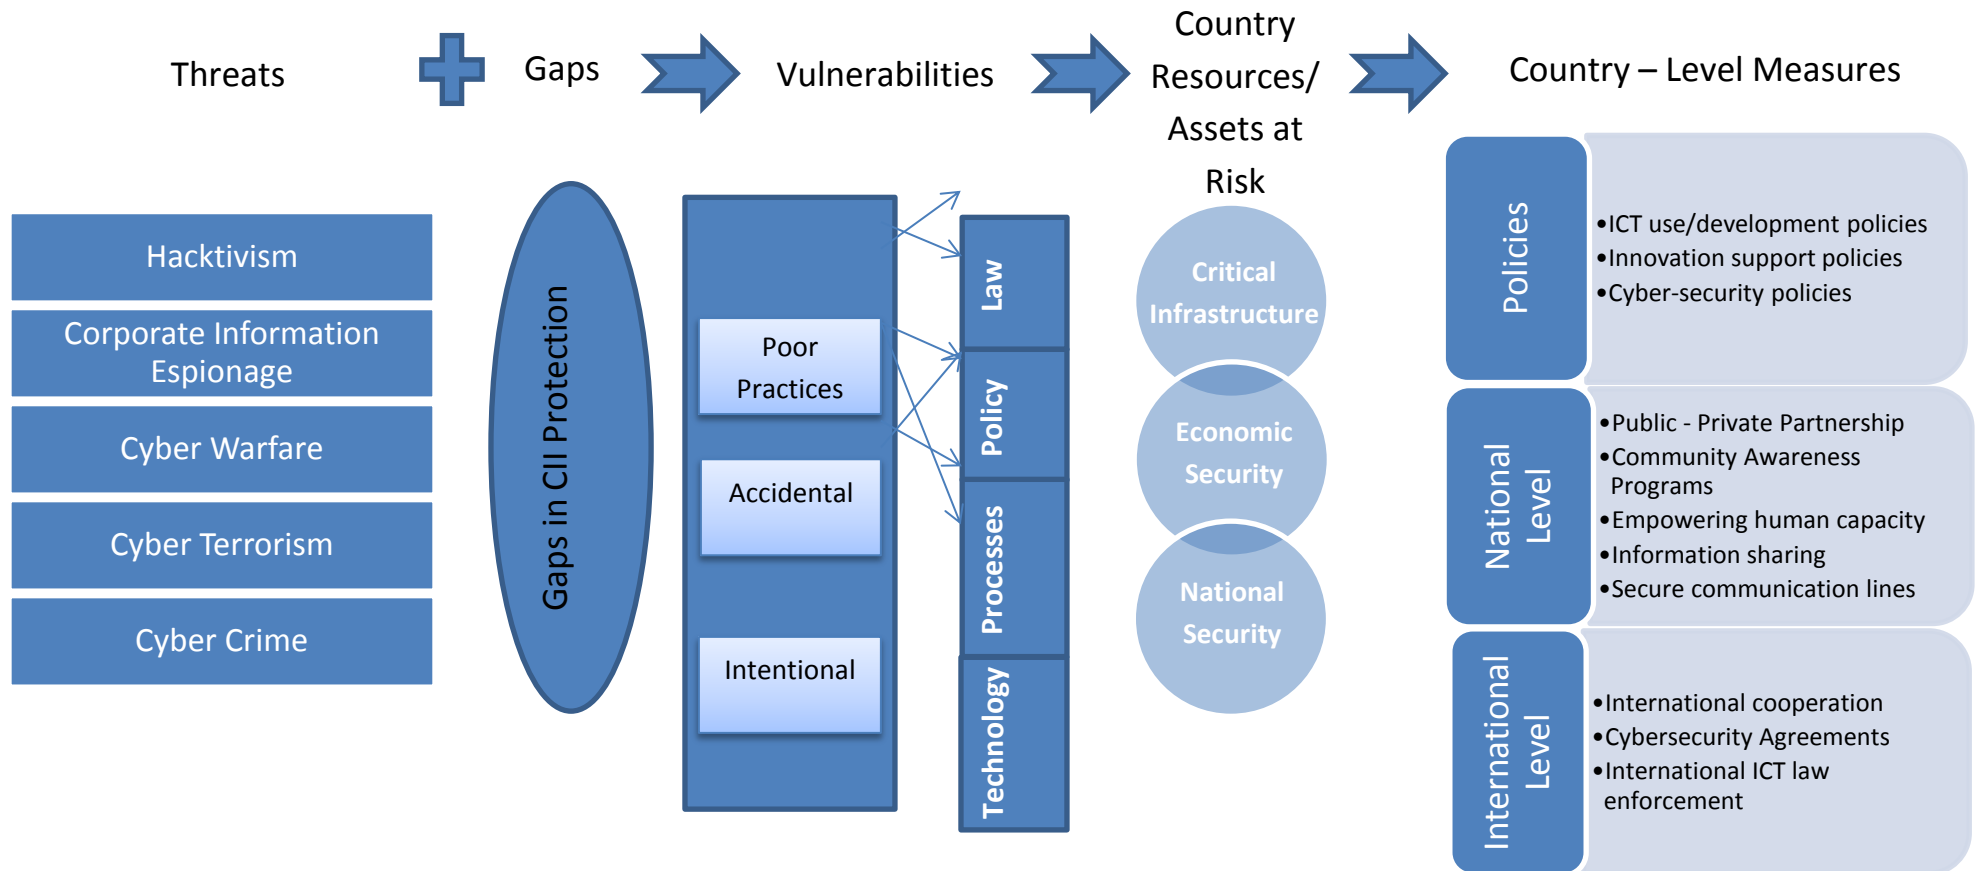 Threats
Gaps
Vulnerabilities
Country
Resources/
Assets at
Risk
Country – Level Measures
Hacktivism
Corporate Information
Espionage
Cyber Warfare
Cyber Terrorism
Cyber Crime
Gaps in CII Protection
Poor
Practices
Accidental
Intentional
Law
Policy
Processes
Technology
Critical
Infrastructure
Economic
Security
National
Security
Policies
•ICT use/development policies
•Innovation support policies
•Cyber-security policies
National
Level
•Public - Private Partnership
•Community Awareness
Programs
•Empowering human capacity
•Information sharing
•Secure communication lines
International
Level
•International cooperation
•Cybersecurity Agreements
•International ICT law
enforcement